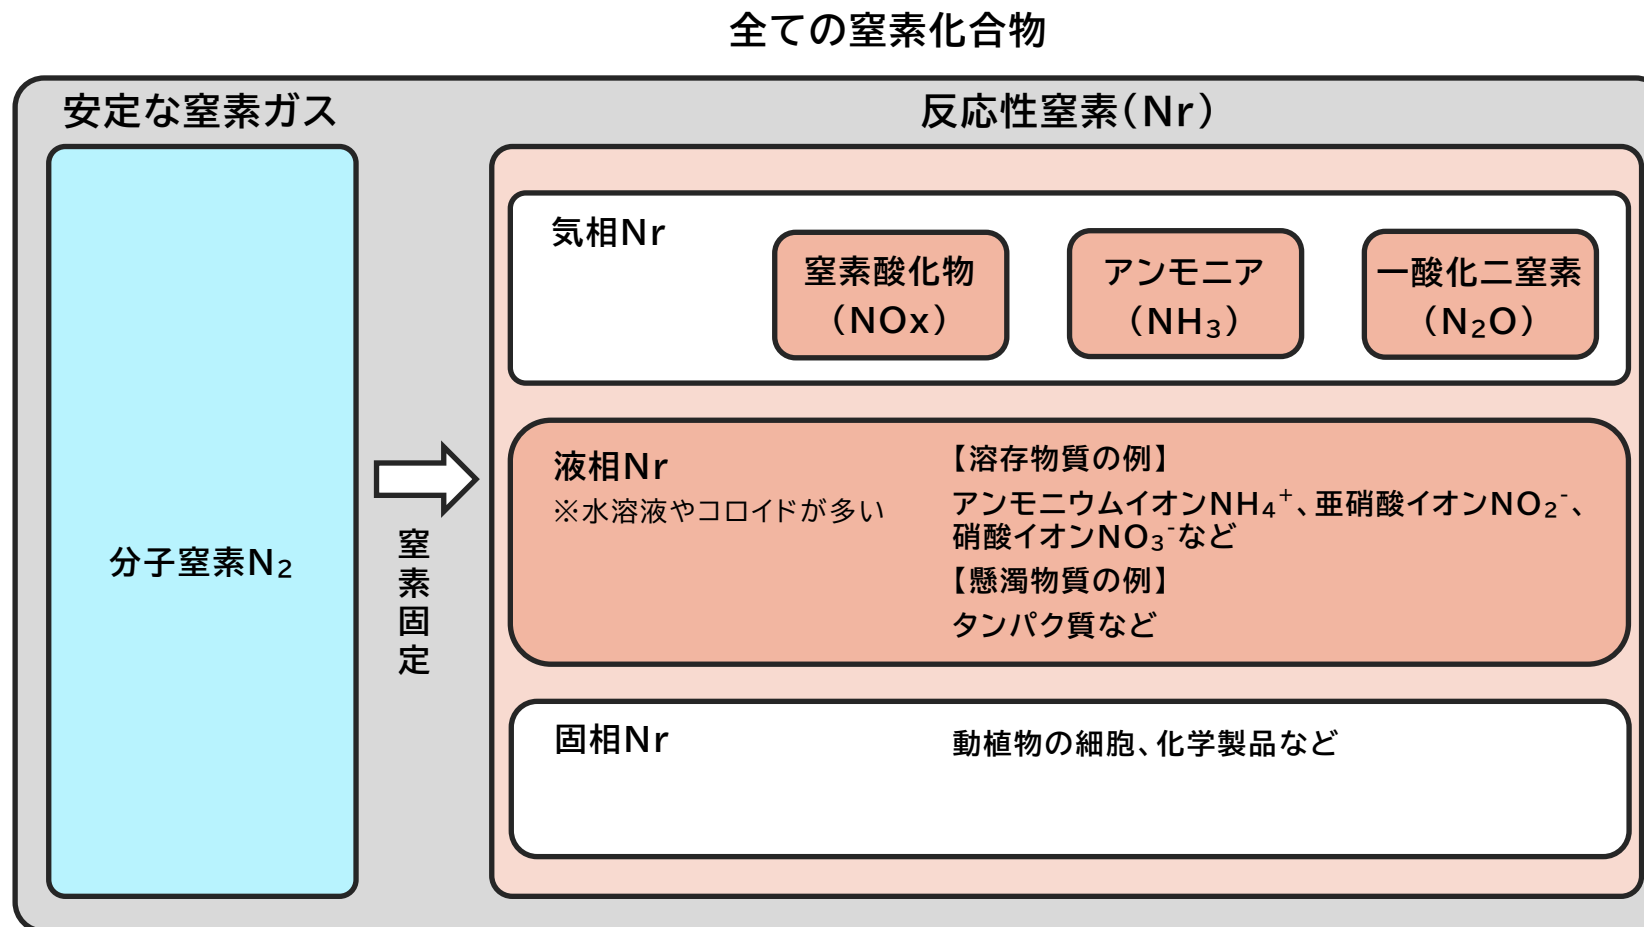 全ての窒素化合物
安定な窒素ガス
反応性窒素(Nr)
分子窒素N₂
窒素固定
気相Nr
窒素酸化物
(NOx)
アンモニア
(NH₃)
一酸化二窒素
(N₂O)
液相Nr
※水溶液やコロイドが多い
【溶存物質の例】
アンモニウムイオンNH₄⁺、亜硝酸イオンNO₂⁻、
硝酸イオンNO₃⁻など
【懸濁物質の例】
タンパク質など
固相Nr
動植物の細胞、化学製品など